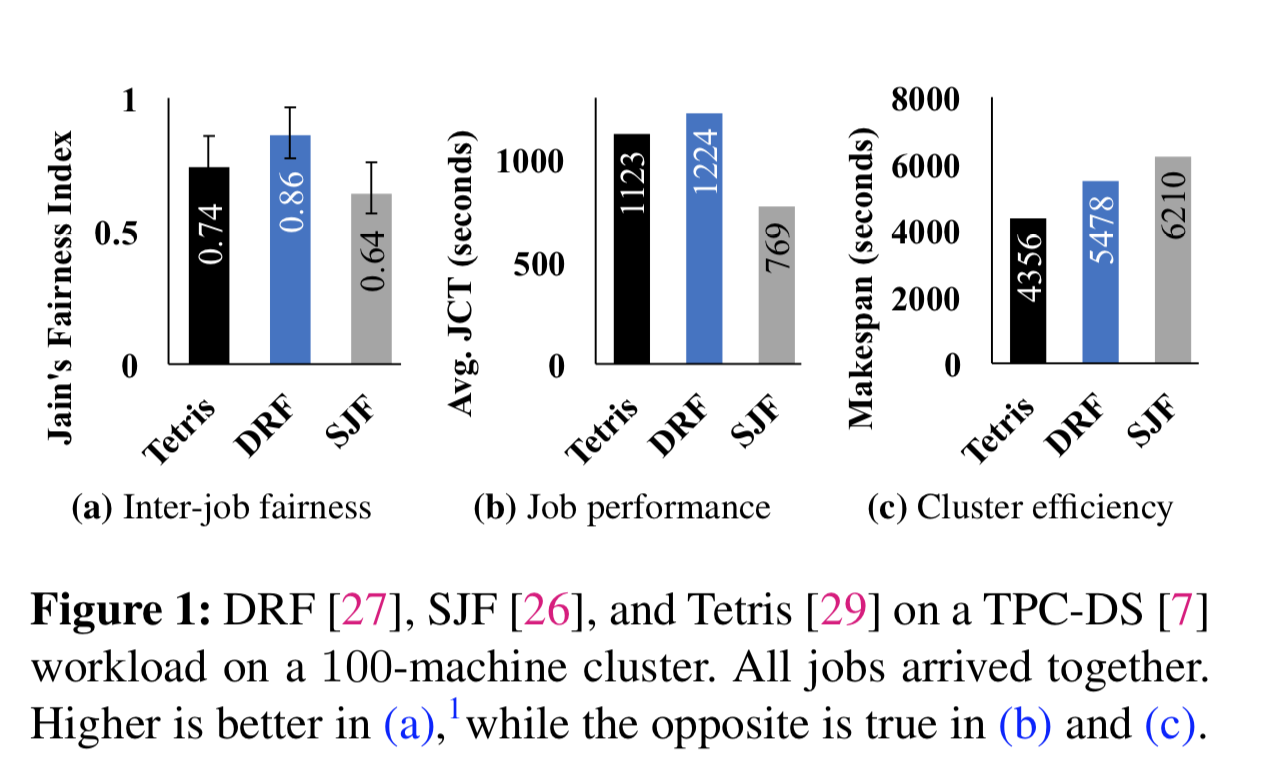 Jain's Fairness Index
1
0.5
0
0.74
0.86
0.64
Tetris
DRF
SJF
(a) Inter-job fairness
Avg. JCT (seconds)
1000
500
0
1123
1224
769
Tetris
DRF
SJF
(b) Job performance
Makespan (seconds)
8000
6000
4000
2000
0
4356
5478
6210
Tetris
DRF
SJF
(c) Cluster efficiency
Figure 1: DRF [27], SJF [26], and Tetris [29] on a TPC-DS [7]
workload on a 100-machine cluster. All jobs arrived together.
Higher is better in (a),1 while the opposite is true in (b) and (c).